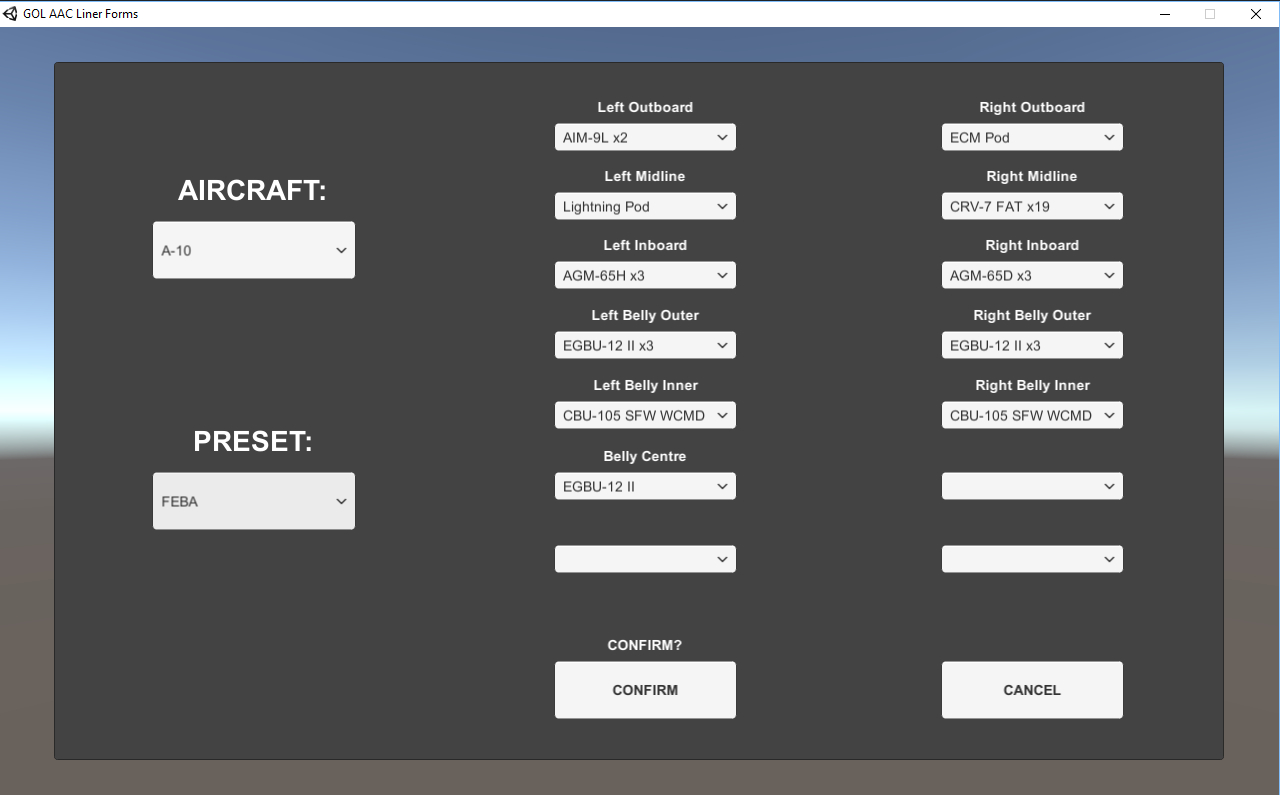 GOL AAC Liner Forms
AIRCRAFT:
A-10
PRESET:
FEBA
Left Outboard
AIM-9L x2
Right Outboard
ECM Pod
Left Midline
Lightning Pod
Right Midline
CRV-7 FAT x19
Left Inboard
AGM-65H x3
Right Inboard
AGM-65D x3
Left Belly Outer
EGBU-12 II x3
Right Belly Outer
EGBU-12 II x3
Left Belly Inner
CBU-105 SFW WCMD
Right Belly Inner
CBU-105 SFW WCMD
Belly Centre
EGBU-12 II
CONFIRM?
CONFIRM
CANCEL